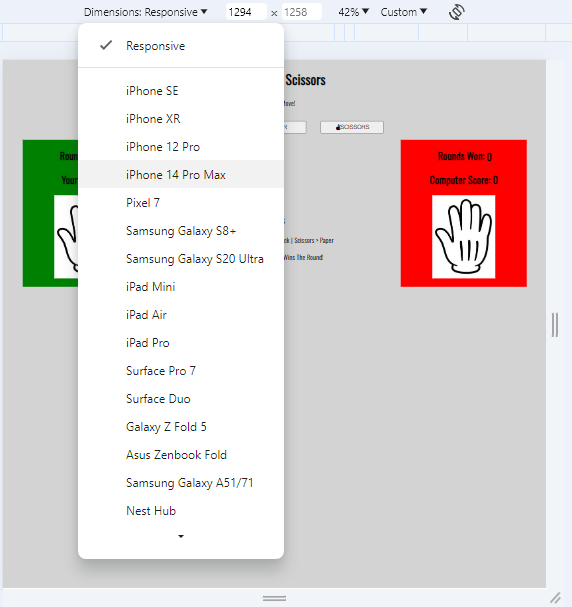 Dimensions: Responsive ▼ 1294 × 1258 42% ▼ Custom ▼
Responsive
iPhone SE
iPhone XR
iPhone 12 Pro
iPhone 14 Pro Max
Pixel 7
Samsung Galaxy S8+
Samsung Galaxy S20 Ultra
iPad Mini
iPad Air
iPad Pro
Surface Pro 7
Surface Duo
Galaxy Z Fold 5
Asus Zenbook Fold
Samsung Galaxy A51/71
Nest Hub
Scissors
Move!
SCISSORS
Your
Rounds Won: 0
Computer Score: 0
| Scissors > Paper
Wins The Round!